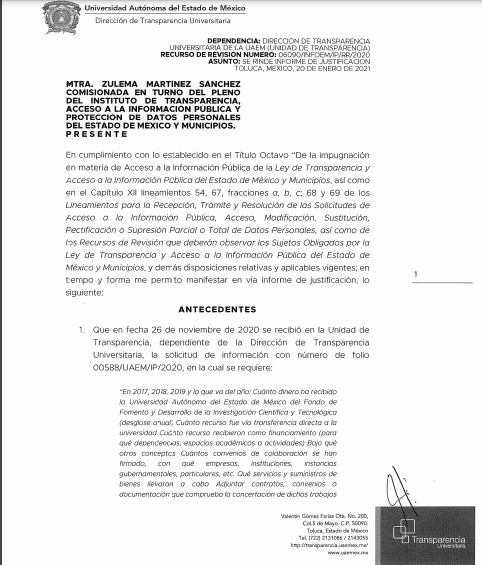 Universidad Autónoma del Estado de México
Dirección de Transparencia Universitaria
DEPENDENCIA: DIRECCIÓN DE TRANSPARENCIA
UNIVERSITARIA DE LA UAEM (UNIDAD DE TRANSPARENCIA)
RECURSO DE REVISIÓN NÚMERO: 06090/INFOEM/IP/RR/2020
ASUNTO: SE RINDE INFORME DE JUSTIFICACIÓN
TOLUCA, MÉXICO, 20 DE ENERO DE 2021
MTRA. ZULEMA MARTÍNEZ SÁNCHEZ
COMISIONADA EN TURNO DEL PLENO
DEL INSTITUTO DE TRANSPARENCIA,
ACCESO A LA INFORMACIÓN PÚBLICA Y
PROTECCIÓN DE DATOS PERSONALES
DEL ESTADO DE MÉXICO Y MUNICIPIOS.
P R E S E N T E
En cumplimiento con lo establecido en el Título Octavo "De la impugnación
en materia de Acceso a la Información Pública de la Ley de Transparencia y
Acceso a la Información Pública del Estado de México y Municipios, así como
en el Capítulo XII lineamientos 54, 67, fracciones a, b, c; 68 y 69 de los
Lineamientos para la Recepción, Trámite y Resolución de las Solicitudes de
Acceso a la Información Pública, Acceso, Modificación, Sustitución,
Rectificación o Supresión Parcial o Total de Datos Personales, así como de
los Recursos de Revisión que deberán observar los Sujetos Obligados por la
Ley de Transparencia y Acceso a la Información Pública del Estado de
México y Municipios, y demás disposiciones relativas y aplicables vigentes; en
tiempo y forma me permito manifestar en vía informe de justificación, lo
siguiente:
1
ANTECEDENTES
1. Que en fecha 26 de noviembre de 2020 se recibió en la Unidad de
Transparencia, dependiente de la Dirección de Transparencia
Universitaria, la solicitud de información con número de folio
00588/UAEM/IP/2020, en la cual se requiere:
"En 2017, 2018, 2019 y lo que va del año: Cuánto dinero ha recibido
la Universidad Autónoma del Estado de México del Fondo de
Fomento y Desarrollo de la Investigación Científica y Tecnológica
(desglose anual) Cuánto recurso fue vía transferencia directa a la
universidad Cuánto recurso recibieron como financiamiento (para
qué dependencias, espacios académicos o actividades) Bajo qué
otros conceptos Cuántos convenios de colaboración se han
firmado, con qué empresas, instituciones, instancias
gubernamentales, particulares, etc. Qué servicios y suministros de
bienes llevaron a cabo Adjuntar contratos, convenios o
documentación que comprueba la concertación de dichos trabajos
Valentín Gómez Farías Ote. No. 200,
Col.5 de Mayo, C.P. 50090.
Toluca, Estado de México
Tel. (722) 2131086 / 2143055
http://transparencia.uaemex.mx/
www.uaemex.mx
Transparencia
Universitaria